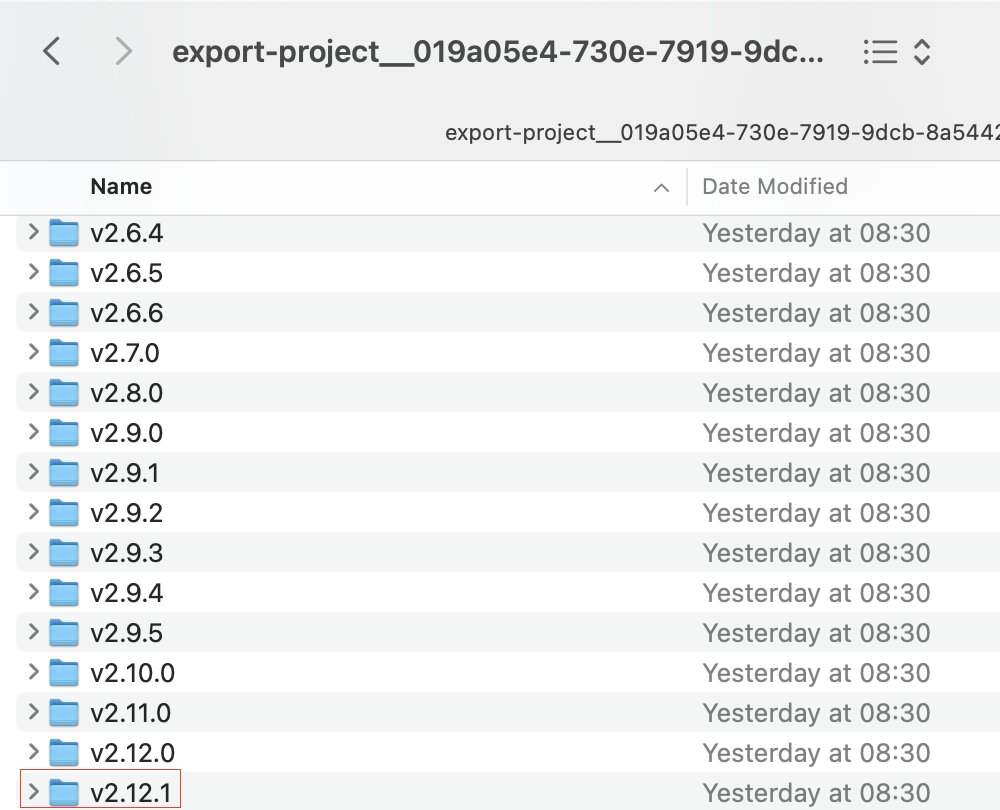 export-project__019a05e4-730e-7919-9dc...
export-project__019a05e4-730e-7919-9dcb-8a5442
Name Date Modified
v2.6.4 Yesterday at 08:30
v2.6.5 Yesterday at 08:30
v2.6.6 Yesterday at 08:30
v2.7.0 Yesterday at 08:30
v2.8.0 Yesterday at 08:30
v2.9.0 Yesterday at 08:30
v2.9.1 Yesterday at 08:30
v2.9.2 Yesterday at 08:30
v2.9.3 Yesterday at 08:30
v2.9.4 Yesterday at 08:30
v2.9.5 Yesterday at 08:30
v2.10.0 Yesterday at 08:30
v2.11.0 Yesterday at 08:30
v2.12.0 Yesterday at 08:30
v2.12.1 Yesterday at 08:30